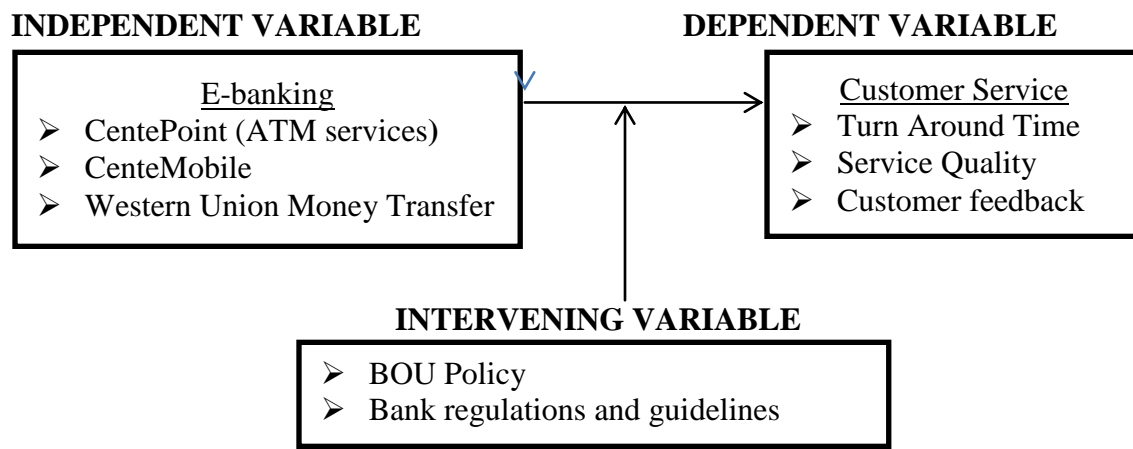 INDEPENDENT VARIABLE
DEPENDENT VARIABLE
E-banking
➢ CentePoint (ATM services)
➢ CenteMobile
➢ Western Union Money Transfer
Customer Service
➢ Turn Around Time
➢ Service Quality
➢ Customer feedback
INTERVENING VARIABLE
➢ BOU Policy
➢ Bank regulations and guidelines